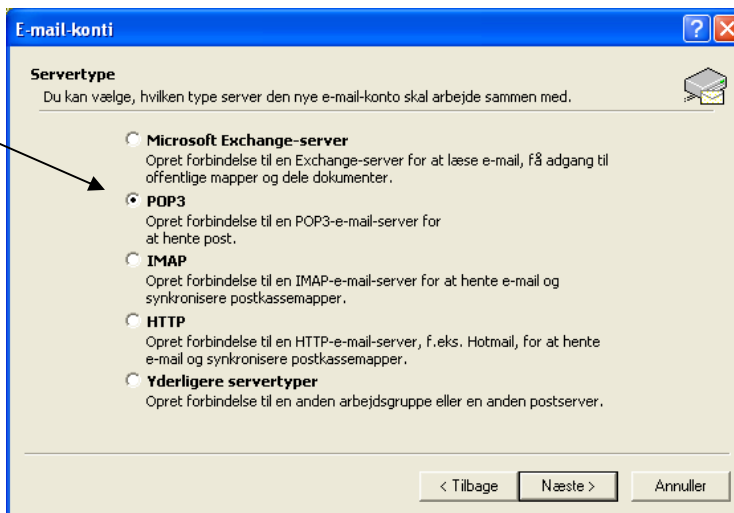 E-mail-konti
Servertype
Du kan vælge, hvilken type server den nye e-mail-konto skal arbejde sammen med.
Microsoft Exchange-server
Opret forbindelse til en Exchange-server for at læse e-mail, få adgang til
offentlige mapper og dele dokumenter.
POP3
Opret forbindelse til en POP3-e-mail-server for
at hente post.
IMAP
Opret forbindelse til en IMAP-e-mail-server for at hente e-mail og
synkronisere postkassemapper.
HTTP
Opret forbindelse til en HTTP-e-mail-server, f.eks. Hotmail, for at hente
e-mail og synkronisere postkassemapper.
Yderligere servertyper
Opret forbindelse til en anden arbejdsgruppe eller en anden postserver.
< Tilbage Næste > Annuller